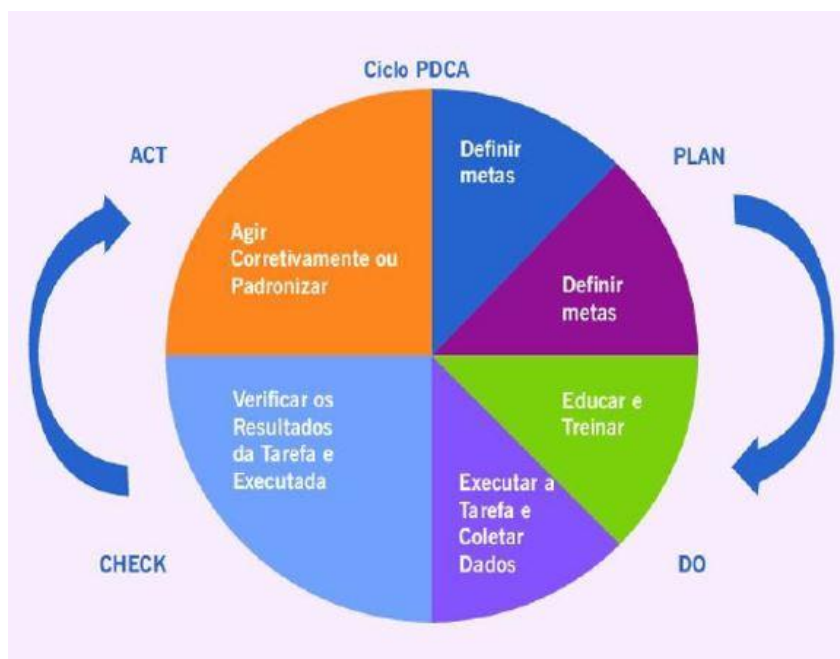 Ciclo PDCA
ACT
PLAN
Definir
metas
Agir
Corretivamente ou
Padronizar
Definir
metas
Verificar os
Resultados
da Tarefa e
Executada
Educar e
Treinar
Executar a
Tarefa e
Coletar
Dados
CHECK
DO